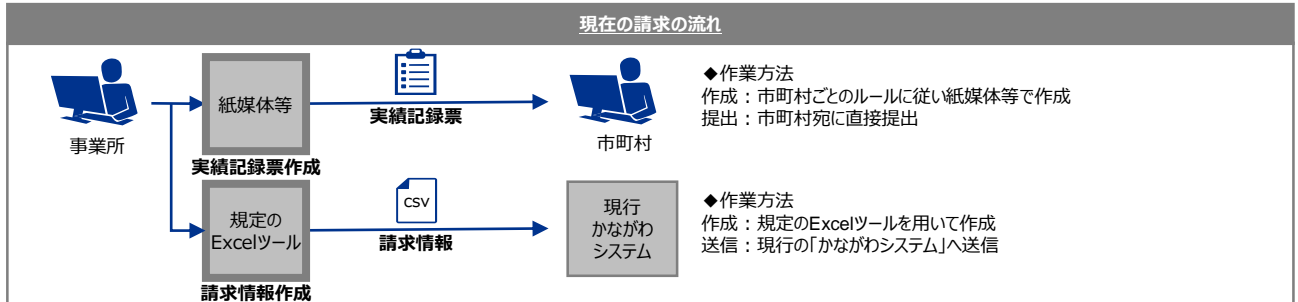 現在の請求の流れ
事業所
紙媒体等
実績記録票作成
実績記録票
市町村
◆作業方法
作成：市町村ごとのルールに従い紙媒体等で作成
提出：市町村宛に直接提出
規定の
Excelツール
請求情報作成
CSV
請求情報
現行
かながわ
システム
◆作業方法
作成：規定のExcelツールを用いて作成
送信：現行の「かながわシステム」へ送信